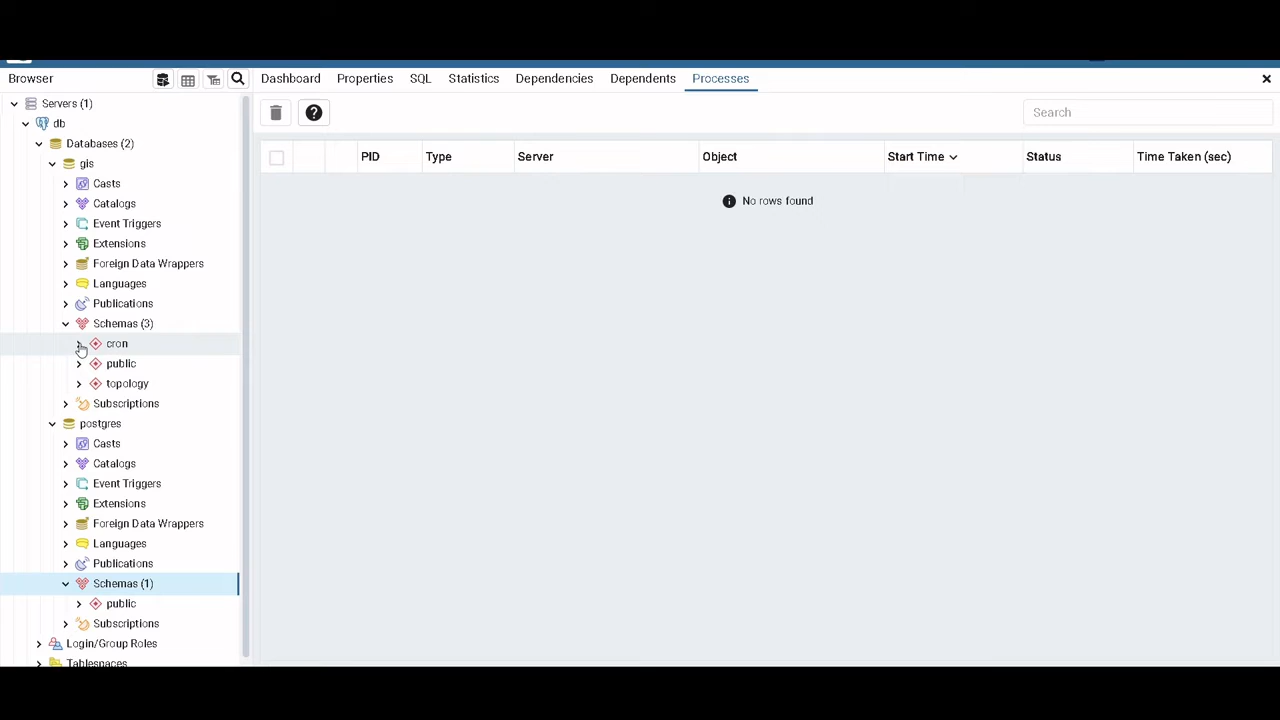 Browser
Dashboard Properties SQL Statistics Dependencies Dependents Processes
Search
PID Type Server Object Start Time Status Time Taken (sec)
No rows found
Servers (1)
db
Databases (2)
gis
Casts
Catalogs
Event Triggers
Extensions
Foreign Data Wrappers
Languages
Publications
Schemas (3)
cron
public
topology
Subscriptions
postgres
Casts
Catalogs
Event Triggers
Extensions
Foreign Data Wrappers
Languages
Publications
Schemas (1)
public
Subscriptions
Login/Group Roles
Tablespaces